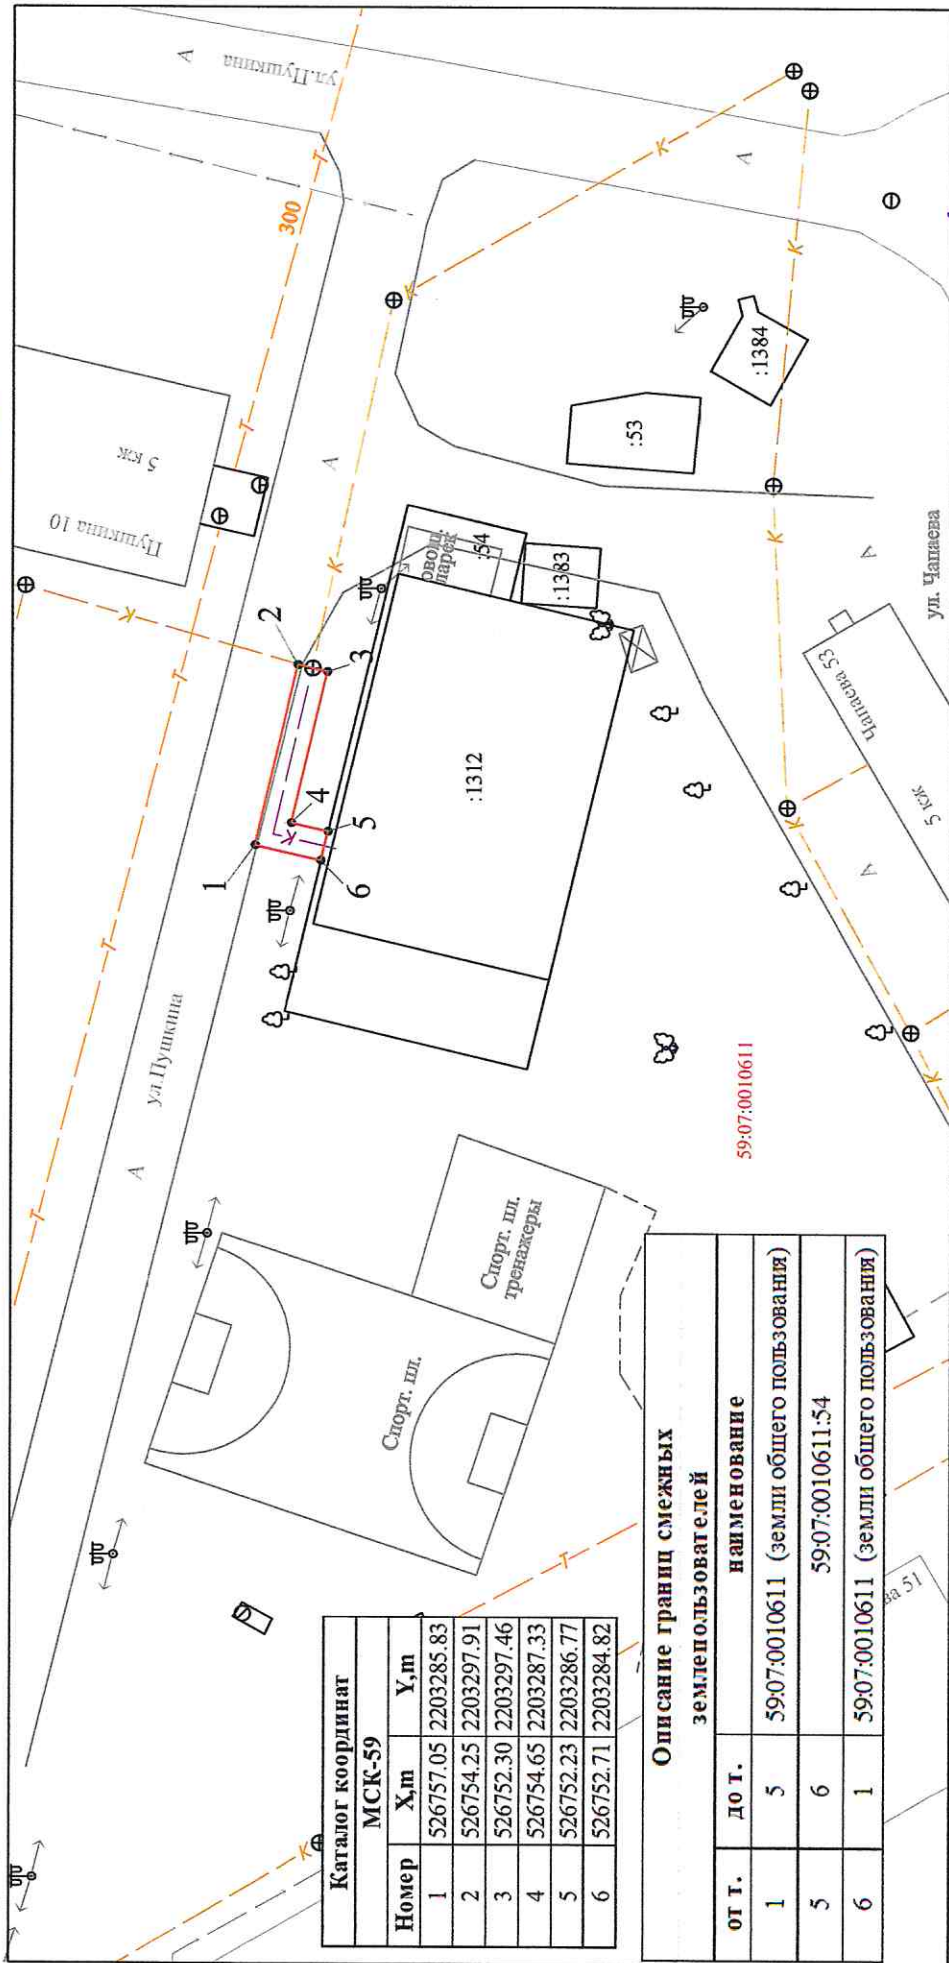 ул.Пушкина
А
300
Т
Пушкина 10
5 кж
К
А
1
2
3
4
5
6
овощ.
ларек
:54
:1383
:1312
:53
:1384
А
А
А
ул. Чапаева
Чапаева 53
5 кж
ул.Пушкина
А
Т
К
Спорт. пл.
Спорт. пл.
тренажеры
59:07:0010611
Каталог координат
МСК-59
Номер X,m Y,m
1 526757.05 2203285.83
2 526754.25 2203297.91
3 526752.30 2203297.46
4 526754.65 2203287.33
5 526752.23 2203286.77
6 526752.71 2203284.82
Описание границ смежных
землепользователей
от т. до т. наименование
1 5 59:07:0010611 (земли общего пользования)
5 6 59:07:0010611:54
6 1 59:07:0010611 (земли общего пользования)
ва 51